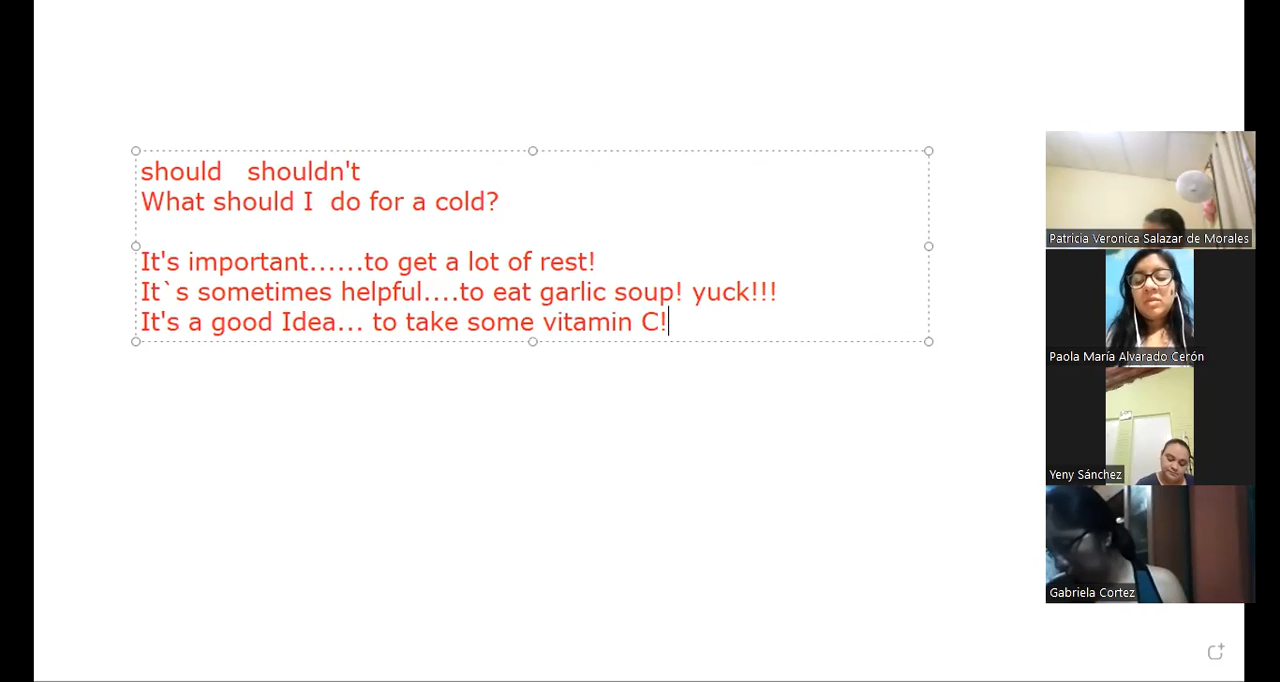 should   shouldn't
What should I  do for a cold?
It's important......to get a lot of rest!
It`s sometimes helpful....to eat garlic soup! yuck!!!
It's a good Idea... to take some vitamin C!
Patricia Veronica Salazar de Morales
Paola María Alvarado Cerón
Yeny Sánchez
Gabriela Cortez